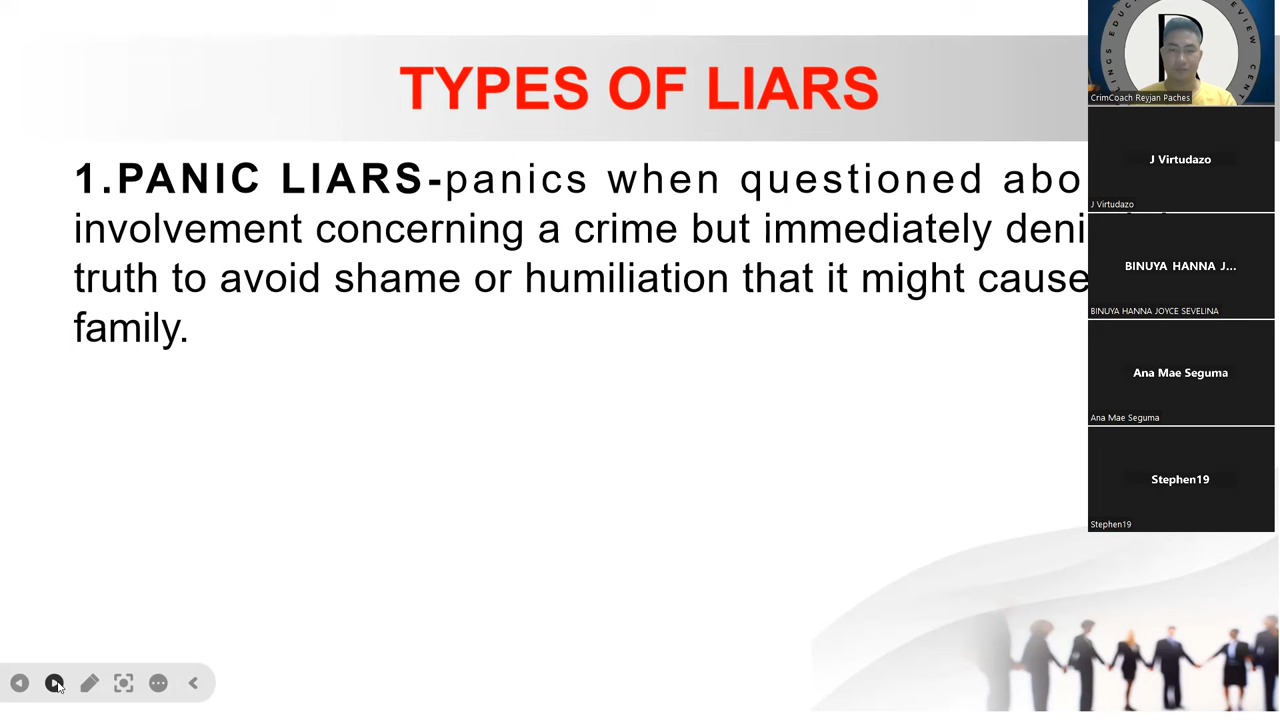 TYPES OF LIARS
1.PANIC LIARS-panics when questioned abo
involvement concerning a crime but immediately deni
truth to avoid shame or humiliation that it might cause
family.
CrimCoach Reyjan Paches
J Virtudazo
J Virtudazo
BINUYA HANNA J...
BINUYA HANNA JOYCE SEVELINA
Ana Mae Seguma
Ana Mae Seguma
Stephen19
Stephen19